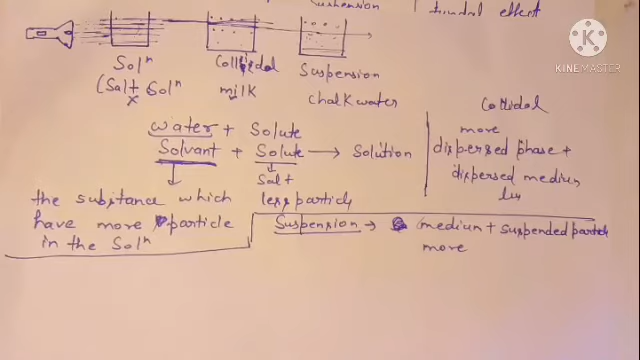 Suspension
tyndal effect
Solⁿ
(Salt Solⁿ
x
Colloidal
milk
Suspension
chalk water
water + Solute
Solvant + Solute → Solution
Salt
less particle
the substance which
have more particle
in the Solⁿ
Collidal
more
dispersed phase +
dispersed medium
Suspension → medium + suspended particle
more
K
KINEMASTER